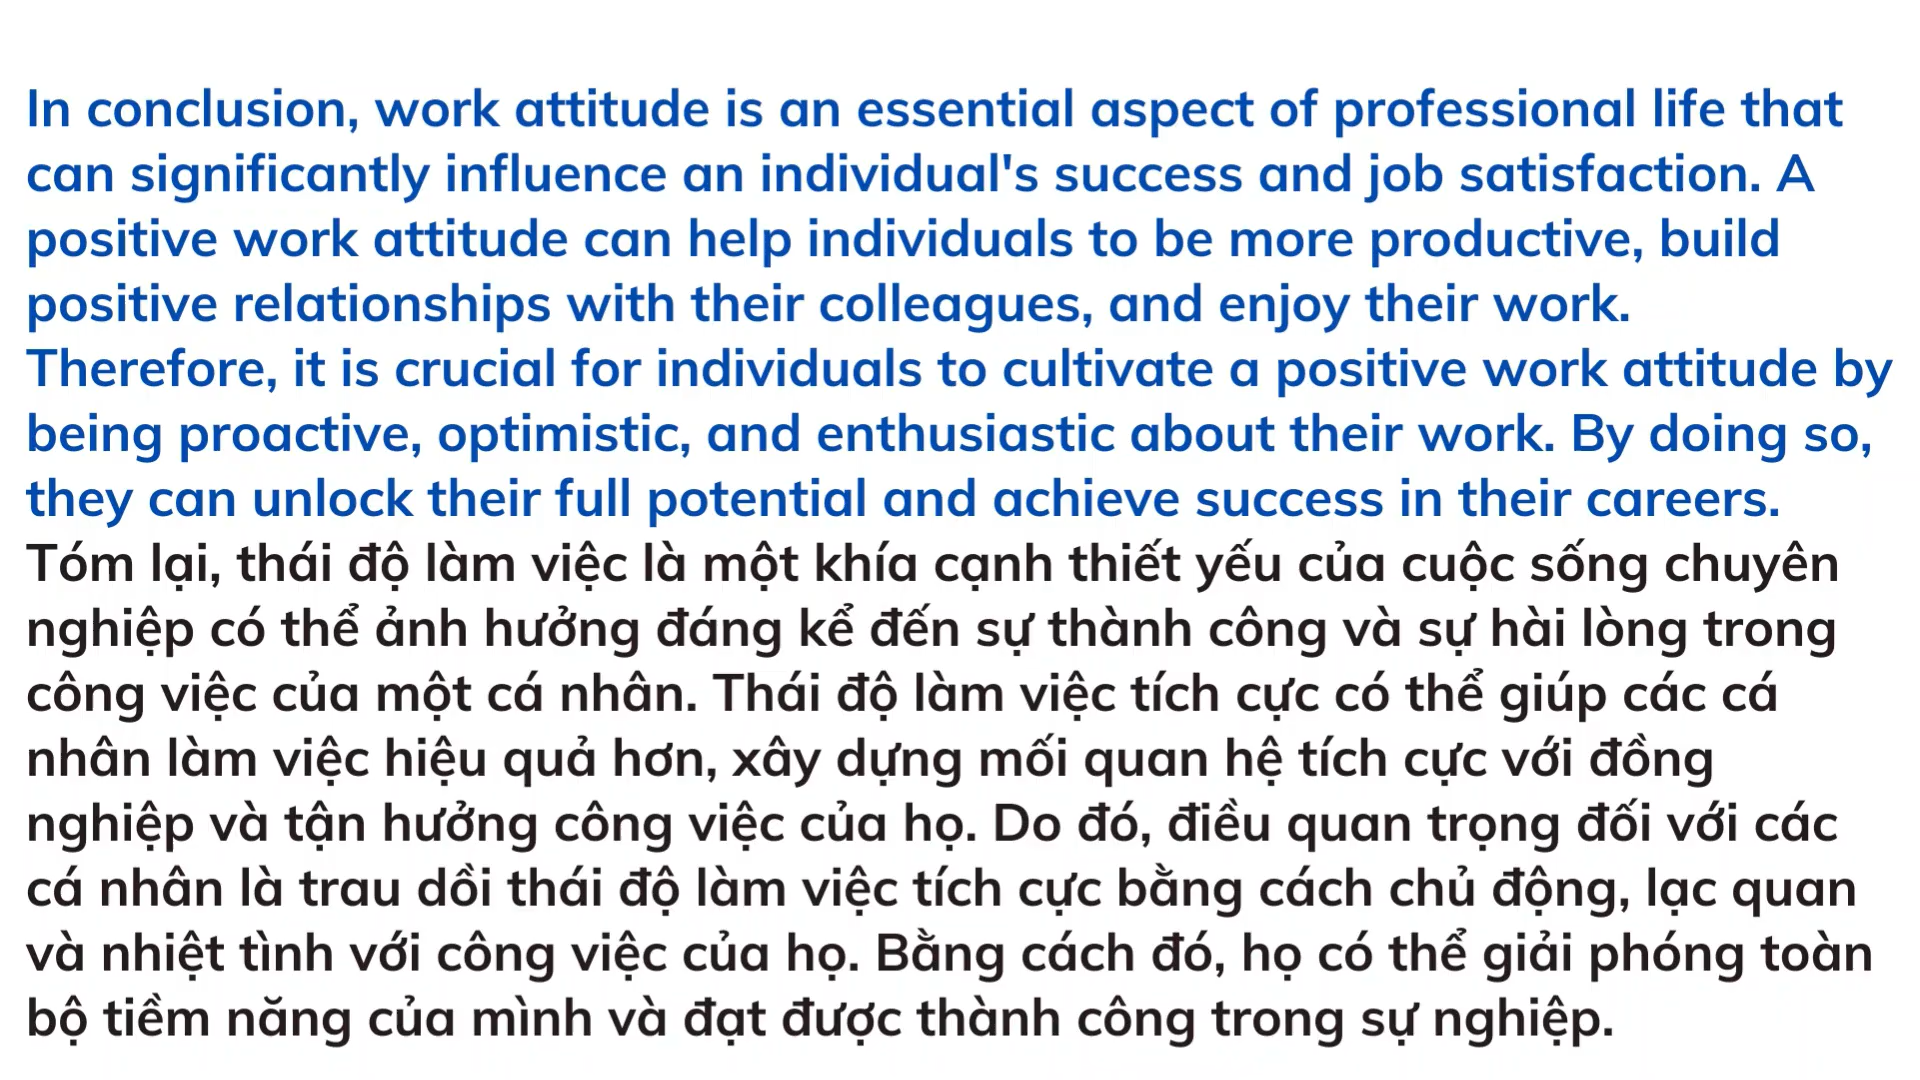 In conclusion, work attitude is an essential aspect of professional life that
can significantly influence an individual's success and job satisfaction. A
positive work attitude can help individuals to be more productive, build
positive relationships with their colleagues, and enjoy their work.
Therefore, it is crucial for individuals to cultivate a positive work attitude by
being proactive, optimistic, and enthusiastic about their work. By doing so,
they can unlock their full potential and achieve success in their careers.
Tóm lại, thái độ làm việc là một khía cạnh thiết yếu của cuộc sống chuyên
nghiệp có thể ảnh hưởng đáng kể đến sự thành công và sự hài lòng trong
công việc của một cá nhân. Thái độ làm việc tích cực có thể giúp các cá
nhân làm việc hiệu quả hơn, xây dựng mối quan hệ tích cực với đồng
nghiệp và tận hưởng công việc của họ. Do đó, điều quan trọng đối với các
cá nhân là trau dồi thái độ làm việc tích cực bằng cách chủ động, lạc quan
và nhiệt tình với công việc của họ. Bằng cách đó, họ có thể giải phóng toàn
bộ tiềm năng của mình và đạt được thành công trong sự nghiệp.